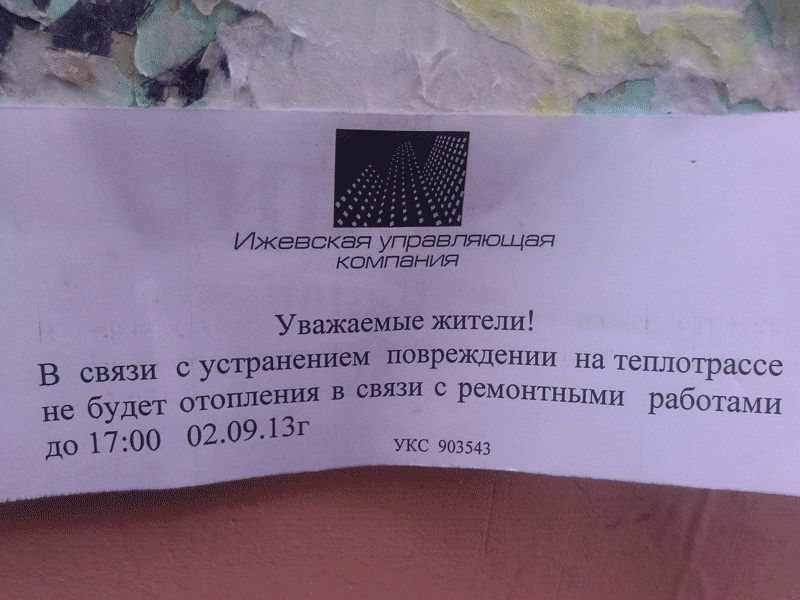 Ижевская управляющая
компания
Уважаемые жители!
В связи с устранением повреждении на теплотрассе
не будет отопления в связи с ремонтными работами
до 17:00 02.09.13г
УКС 903543